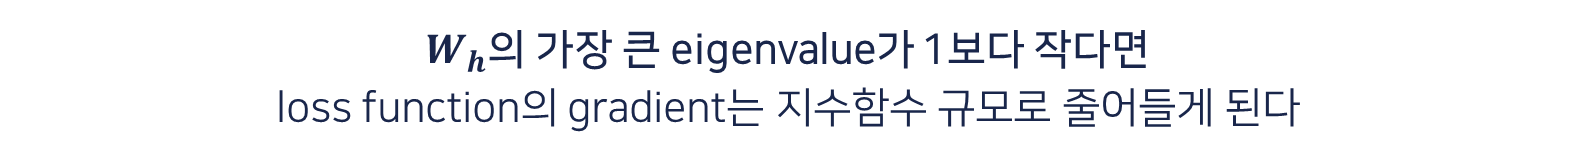 W_h의 가장 큰 eigenvalue가 1보다 작다면
loss function의 gradient는 지수함수 규모로 줄어들게 된다